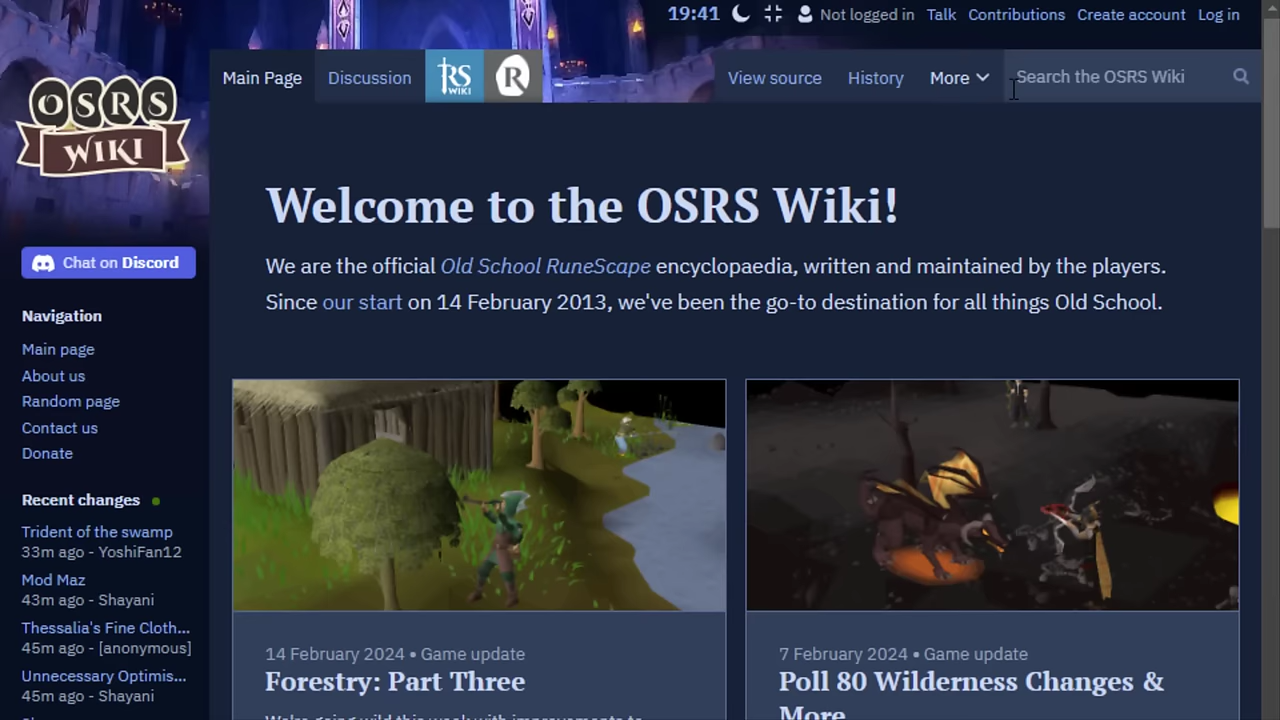 19:41 Not logged in Talk Contributions Create account Log in
Main Page Discussion RS WIKI R View source History More Search the OSRS Wiki
OSRS
WIKI
Welcome to the OSRS Wiki!
We are the official Old School RuneScape encyclopaedia, written and maintained by the players.
Since our start on 14 February 2013, we've been the go-to destination for all things Old School.
Chat on Discord
Navigation
Main page
About us
Random page
Contact us
Donate
Recent changes
Trident of the swamp
33m ago - YoshiFan12
Mod Maz
43m ago - Shayani
Thessalia's Fine Cloth...
45m ago - [anonymous]
Unnecessary Optimis...
45m ago - Shayani
14 February 2024 • Game update
Forestry: Part Three
7 February 2024 • Game update
Poll 80 Wilderness Changes &
More